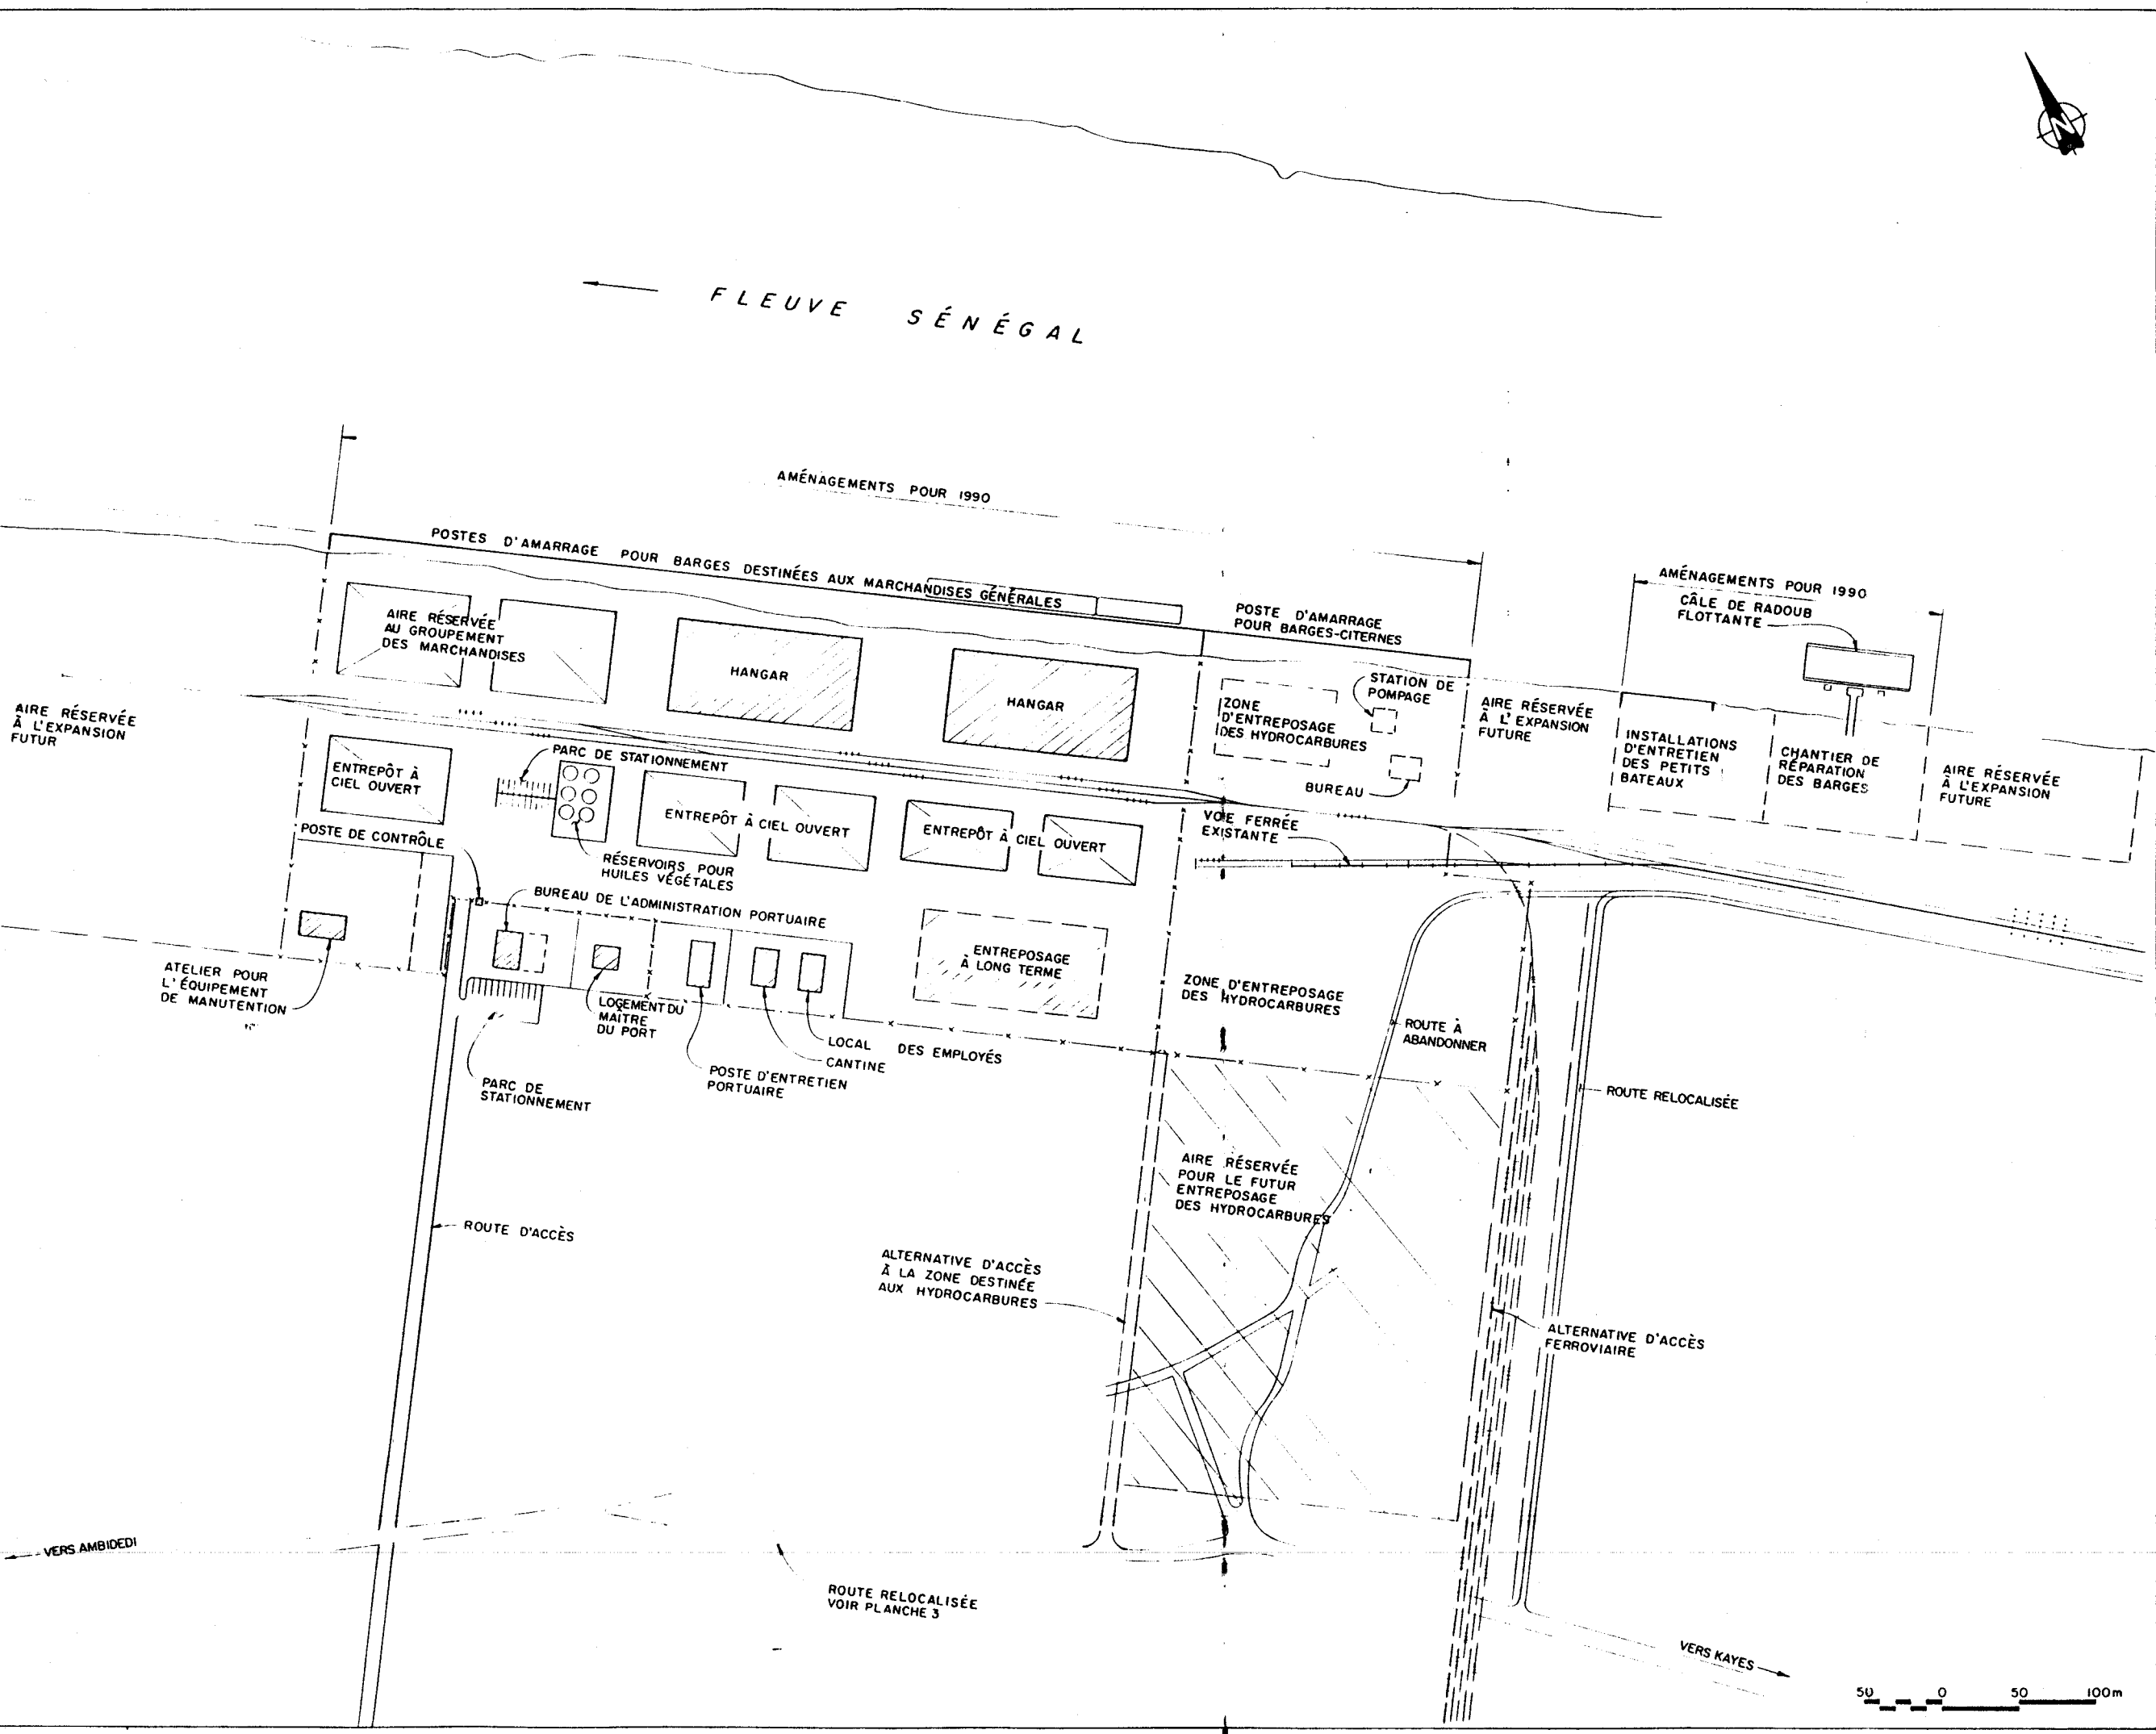 N
FLEUVE SÉNÉGAL
AMÉNAGEMENTS POUR 1990
POSTES D'AMARRAGE POUR BARGES DESTINÉES AUX MARCHANDISES GÉNÉRALES
POSTE D'AMARRAGE
POUR BARGES-CITERNES
AMÉNAGEMENTS POUR 1990
CÂLE DE RADOUB
FLOTTANTE
AIRE RÉSERVÉE
AU GROUPEMENT
DES MARCHANDISES
HANGAR
HANGAR
STATION DE
POMPAGE
ZONE
D'ENTREPOSAGE
DES HYDROCARBURES
BUREAU
AIRE RÉSERVÉE
À L'EXPANSION
FUTURE
INSTALLATIONS
D'ENTRETIEN
DES PETITS
BATEAUX
CHANTIER DE
RÉPARATION
DES BARGES
AIRE RÉSERVÉE
À L'EXPANSION
FUTURE
AIRE RÉSERVÉE
À L'EXPANSION
FUTUR
ENTREPÔT À
CIEL OUVERT
PARC DE STATIONNEMENT
ENTREPÔT À CIEL OUVERT
ENTREPÔT À CIEL OUVERT
VOIE FERRÉE
EXISTANTE
POSTE DE CONTRÔLE
RÉSERVOIRS POUR
HUILES VÉGÉTALES
BUREAU DE L'ADMINISTRATION PORTUAIRE
ATELIER POUR
L'ÉQUIPEMENT
DE MANUTENTION
LOGEMENT DU
MAÎTRE
DU PORT
ENTREPOSAGE
À LONG TERME
ZONE D'ENTREPOSAGE
DES HYDROCARBURES
ROUTE À
ABANDONNER
LOCAL DES EMPLOYÉS
CANTINE
POSTE D'ENTRETIEN
PORTUAIRE
PARC DE
STATIONNEMENT
ROUTE RELOCALISÉE
AIRE RÉSERVÉE
POUR LE FUTUR
ENTREPOSAGE
DES HYDROCARBURES
ROUTE D'ACCÈS
ALTERNATIVE D'ACCÈS
À LA ZONE DESTINÉE
AUX HYDROCARBURES
ALTERNATIVE D'ACCÈS
FERROVIAIRE
VERS AMBIDEDI
ROUTE RELOCALISÉE
VOIR PLANCHE 3
VERS KAYES
50 0 50 100m